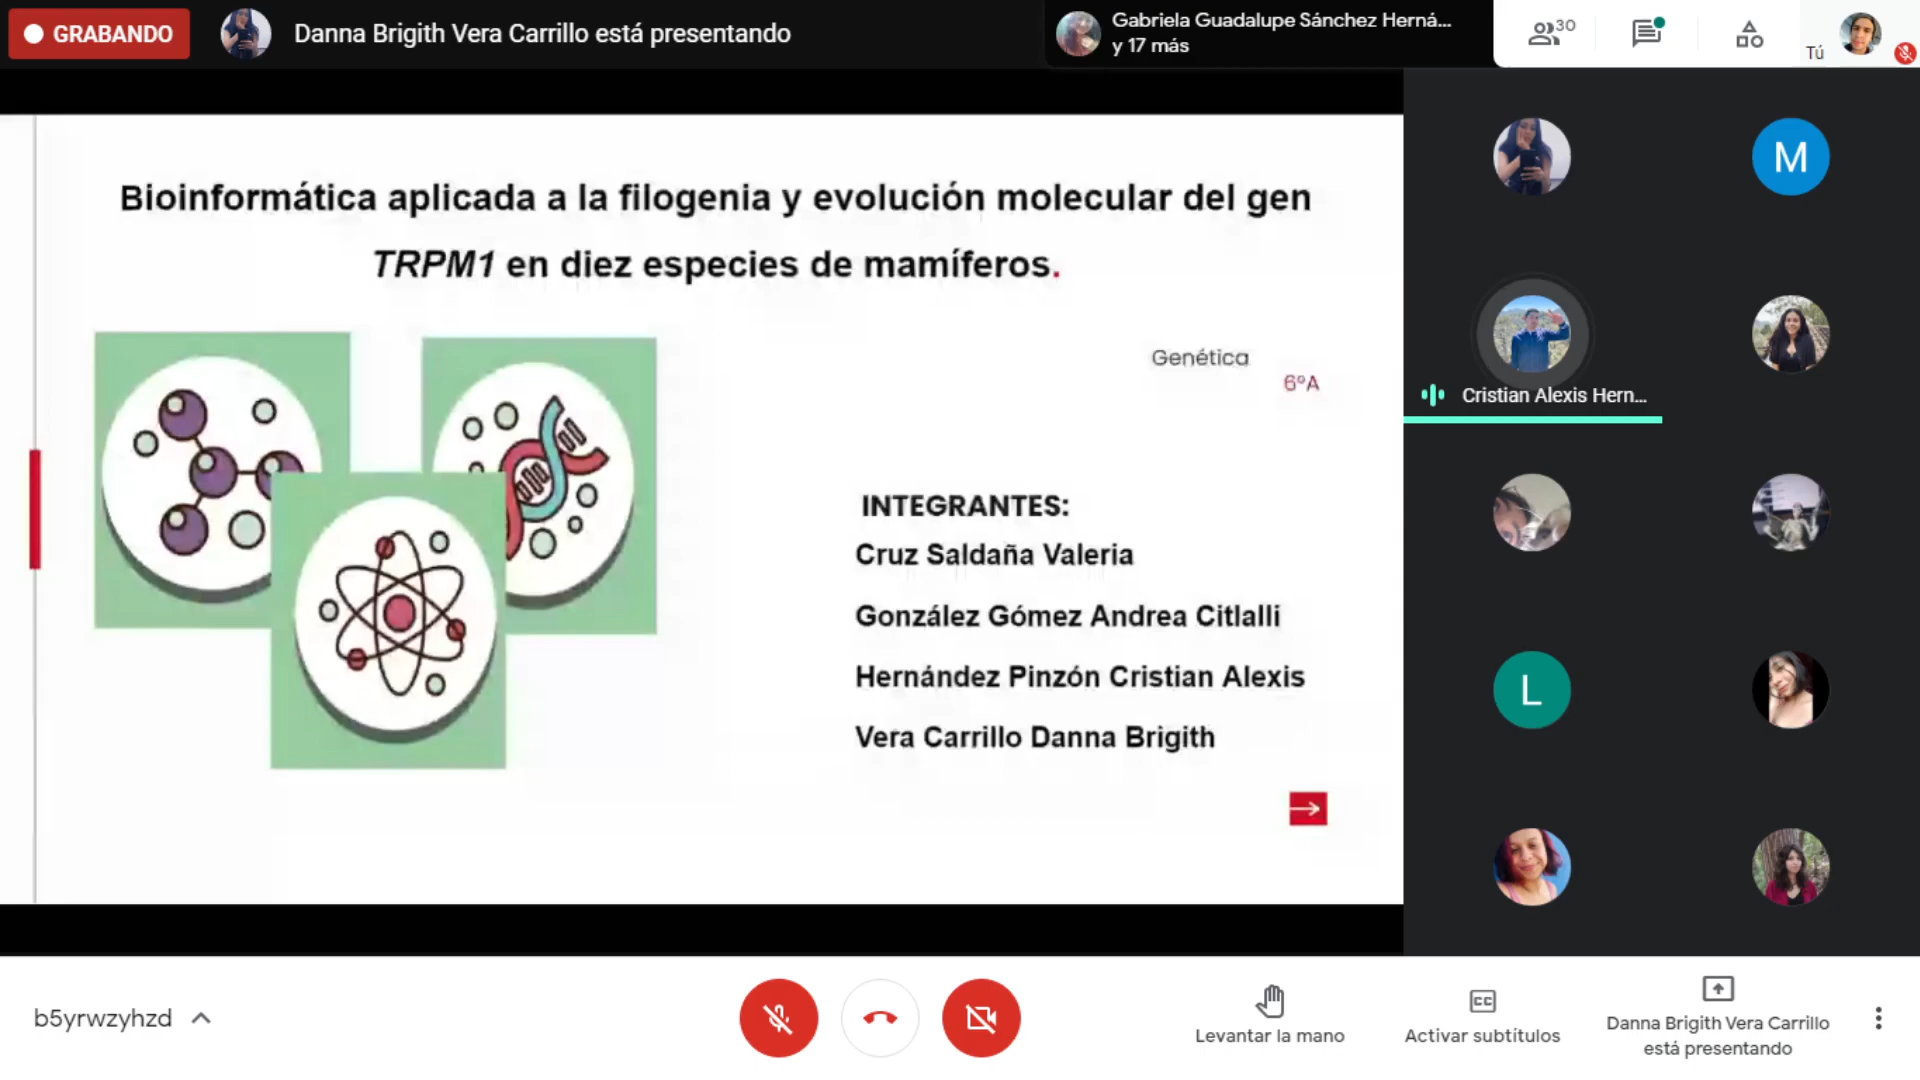 GRABANDO
Danna Brigith Vera Carrillo está presentando
Gabriela Guadalupe Sánchez Herná...
y 17 más
30
Tú
Bioinformática aplicada a la filogenia y evolución molecular del gen
TRPM1 en diez especies de mamíferos.
Genética
6ºA
INTEGRANTES:
Cruz Saldaña Valeria
González Gómez Andrea Citlalli
Hernández Pinzón Cristian Alexis
Vera Carrillo Danna Brigith
M
Cristian Alexis Hern...
L
b5yrwzyhzd
Levantar la mano
CC
Activar subtítulos
Danna Brigith Vera Carrillo
está presentando